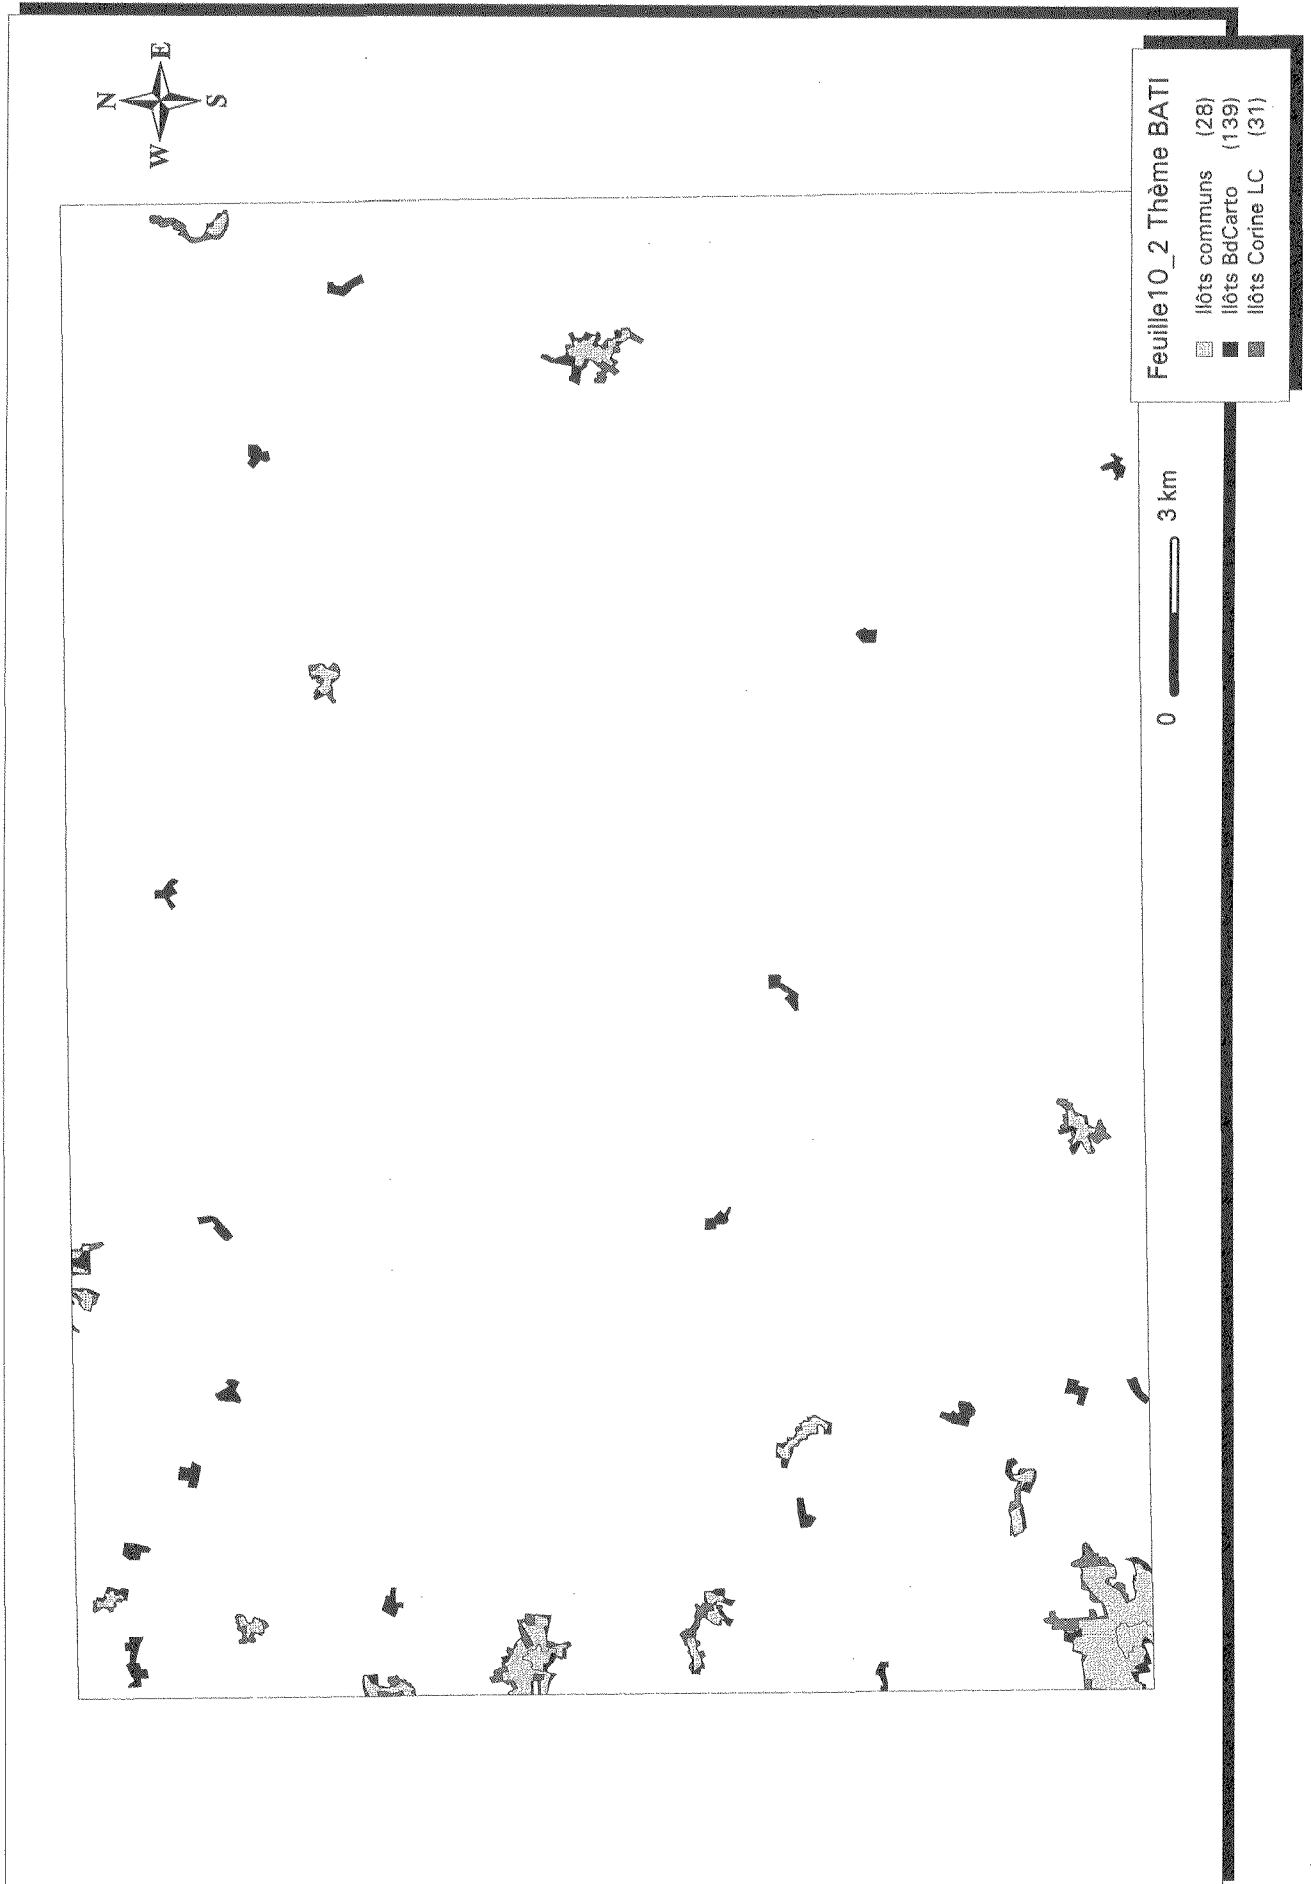 N
W E
S
Feuille10_2 Thème BATI
Ilôts communs (28)
Ilôts BdCarto (139)
Ilôts Corine LC (31)
0 3 km